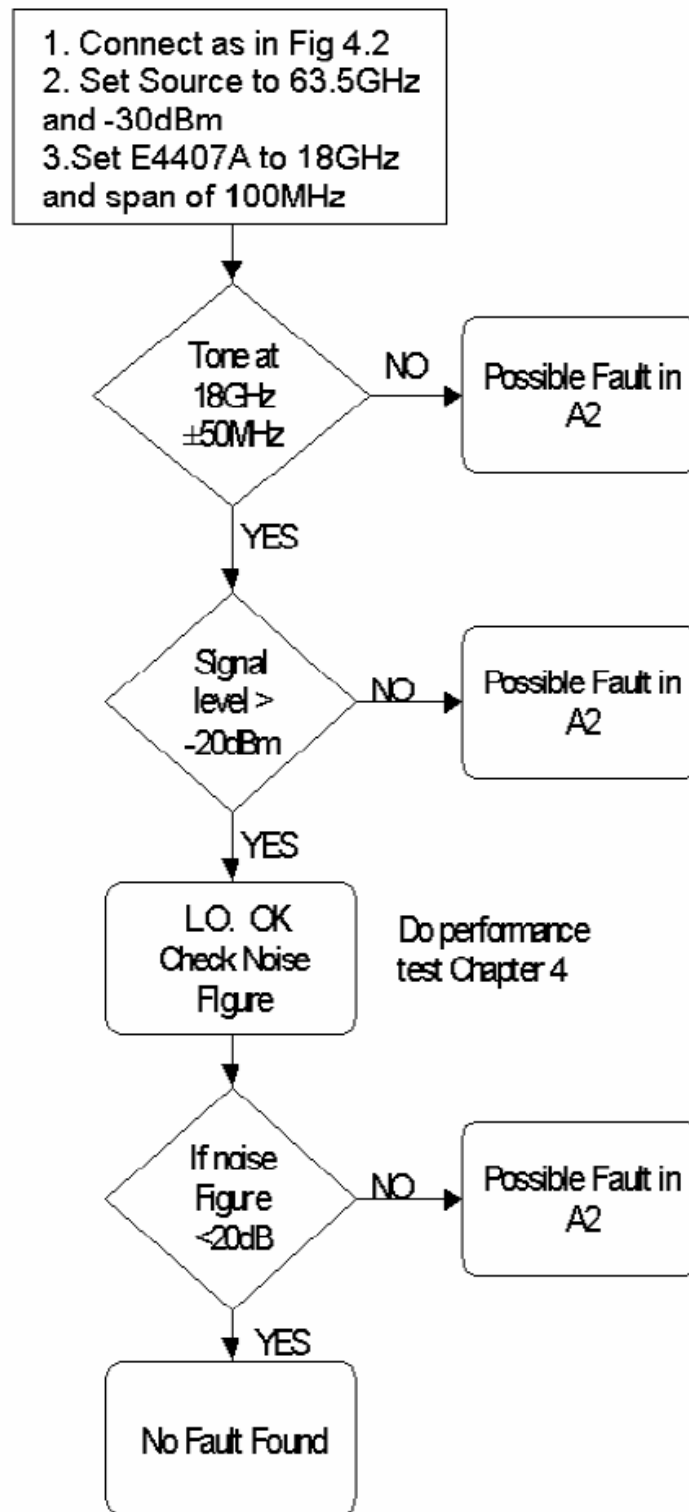 1. Connect as in Fig 4.2
2. Set Source to 63.5GHz
and -30dBm
3.Set E4407A to 18GHz
and span of 100MHz
Tone at
18GHz
±50MHz
NO
Possible Fault in
A2
YES
Signal
level >
-20dBm
NO
Possible Fault in
A2
YES
L.O. OK
Check Noise
FIgure
Do performance
test Chapter 4
If noise
Figure
<20dB
NO
Possible Fault in
A2
YES
No Fault Found